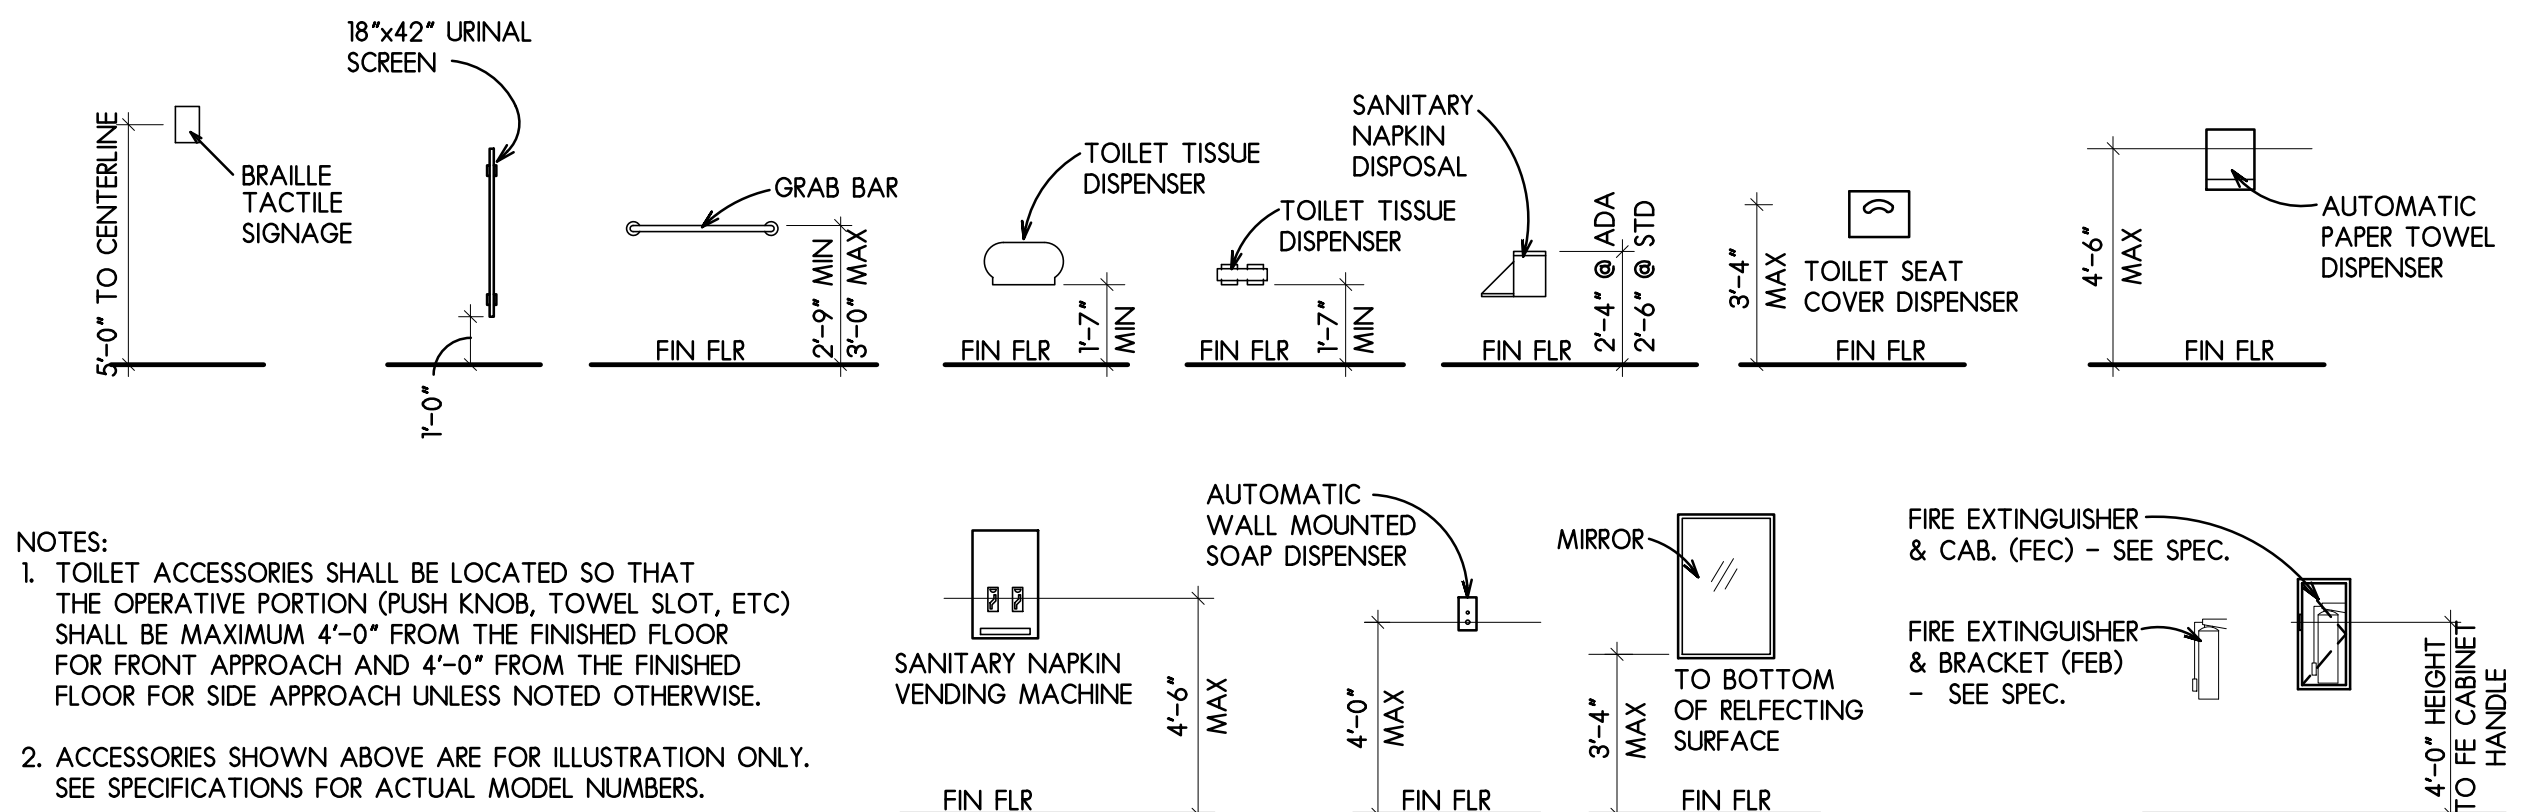 18"x42" URINAL
SCREEN
5'-0" TO CENTERLINE
BRAILLE
TACTILE
SIGNAGE
1'-0"
GRAB BAR
FIN FLR
2'-9" MIN
3'-0" MAX
TOILET TISSUE
DISPENSER
FIN FLR
1'-7"
MIN
TOILET TISSUE
DISPENSER
FIN FLR
1'-7"
MIN
SANITARY
NAPKIN
DISPOSAL
FIN FLR
2'-4" @ ADA
2'-6" @ STD
3'-4"
MAX
TOILET SEAT
COVER DISPENSER
FIN FLR
4'-6"
MAX
AUTOMATIC
PAPER TOWEL
DISPENSER
FIN FLR
NOTES:
1. TOILET ACCESSORIES SHALL BE LOCATED SO THAT
THE OPERATIVE PORTION (PUSH KNOB, TOWEL SLOT, ETC)
SHALL BE MAXIMUM 4'-0" FROM THE FINISHED FLOOR
FOR FRONT APPROACH AND 4'-0" FROM THE FINISHED
FLOOR FOR SIDE APPROACH UNLESS NOTED OTHERWISE.
2. ACCESSORIES SHOWN ABOVE ARE FOR ILLUSTRATION ONLY.
SEE SPECIFICATIONS FOR ACTUAL MODEL NUMBERS.
SANITARY NAPKIN
VENDING MACHINE
4'-6"
MAX
FIN FLR
AUTOMATIC
WALL MOUNTED
SOAP DISPENSER
4'-0"
MAX
FIN FLR
MIRROR
3'-4"
MAX
TO BOTTOM
OF RELFECTING
SURFACE
FIN FLR
FIRE EXTINGUISHER
& CAB. (FEC) - SEE SPEC.
FIRE EXTINGUISHER
& BRACKET (FEB)
- SEE SPEC.
4'-0" HEIGHT
TO FE CABINET
HANDLE